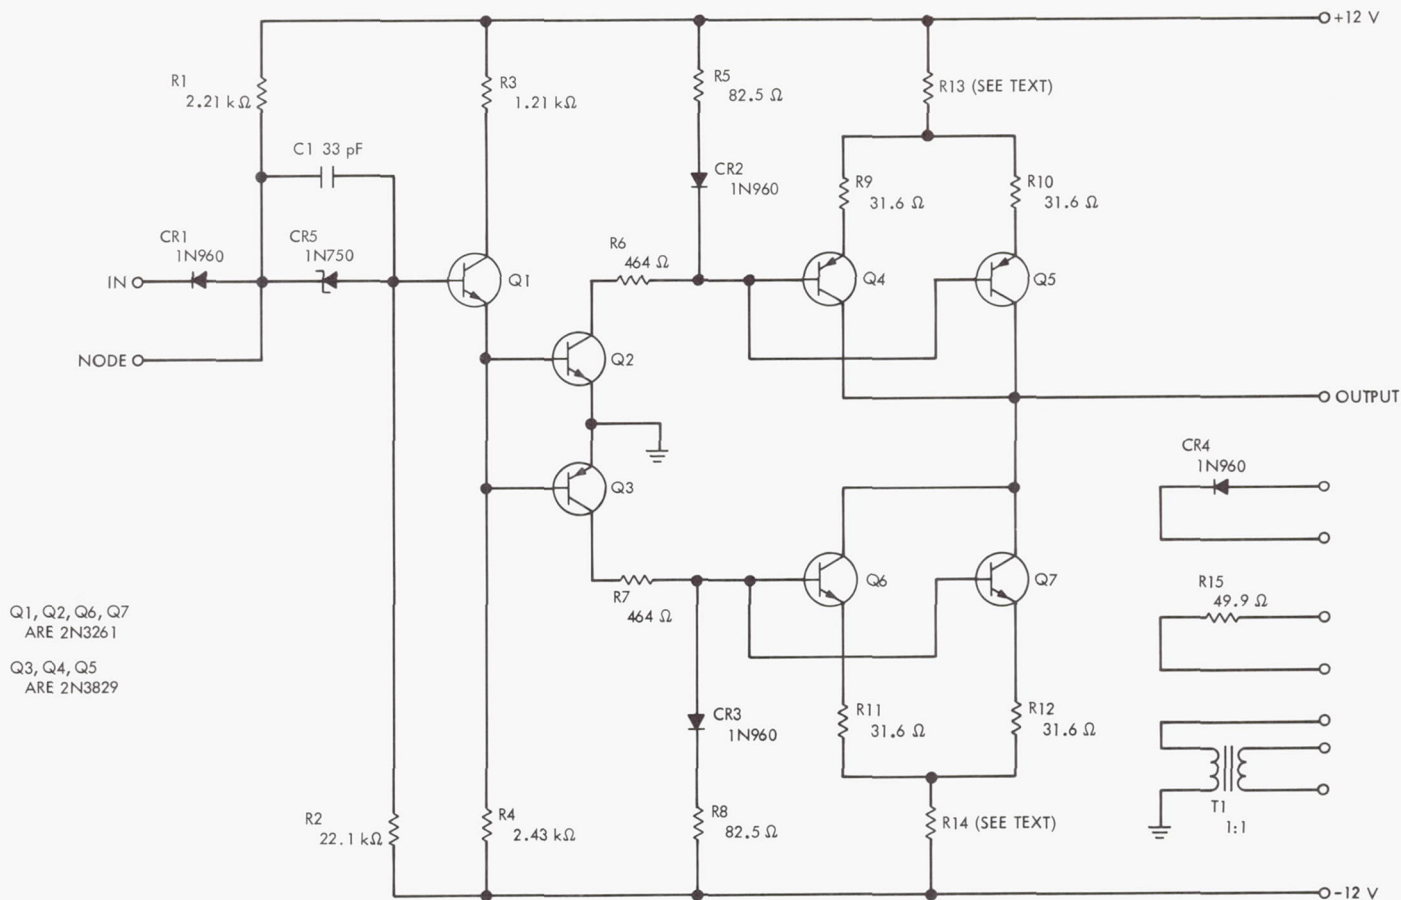 +12 V
R1
2.21 kΩ
R3
1.21 kΩ
R5
82.5 Ω
R13 (SEE TEXT)
C1 33 pF
CR2
1N960
R9
31.6 Ω
R10
31.6 Ω
CR1
1N960
CR5
1N750
R6
464 Ω
IN
Q1
Q4
Q5
NODE
Q2
OUTPUT
CR4
1N960
Q3
Q6
Q7
R7
464 Ω
R15
49.9 Ω
Q1, Q2, Q6, Q7
ARE 2N3261
Q3, Q4, Q5
ARE 2N3829
CR3
1N960
R11
31.6 Ω
R12
31.6 Ω
R2
22.1 kΩ
R4
2.43 kΩ
R8
82.5 Ω
R14 (SEE TEXT)
T1
1:1
-12 V